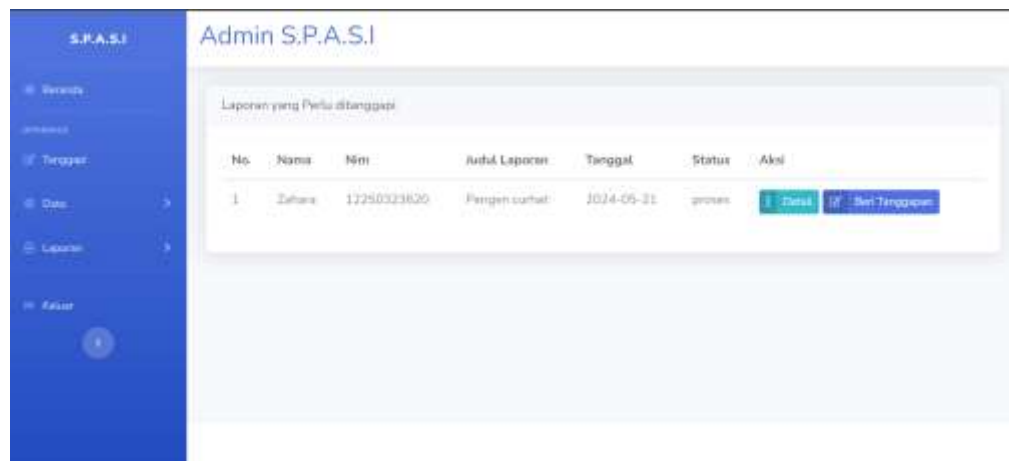 S.P.A.S.I
Admin S.P.A.S.I
Beranda
Tanggapi
Data
Laporan
Keluar
Laporan yang Perlu ditanggapi
No. Nama Nim Judul Laporan Tanggal Status Aksi
1 Zahara 12250323620 Pengen curhat 2024-05-21 proses Detail Beri Tanggapan